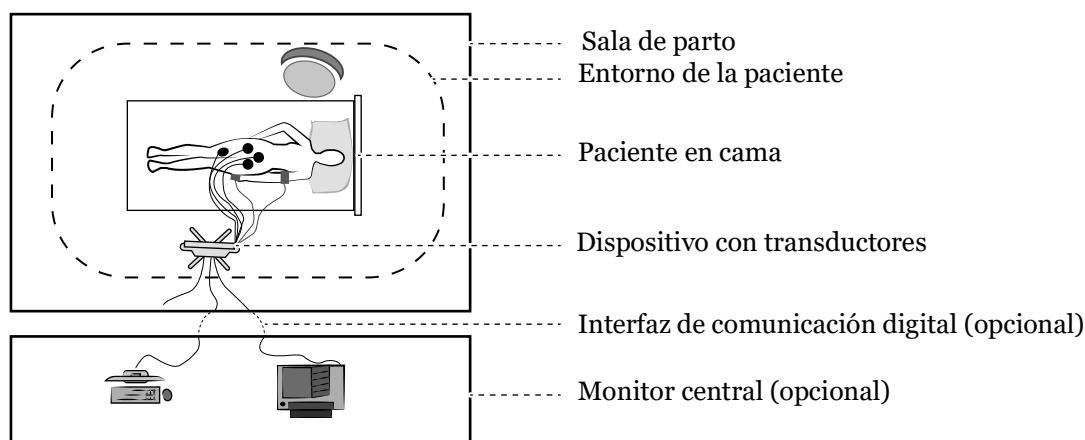 Sala de parto
Entorno de la paciente
Paciente en cama
Dispositivo con transductores
Interfaz de comunicación digital (opcional)
Monitor central (opcional)